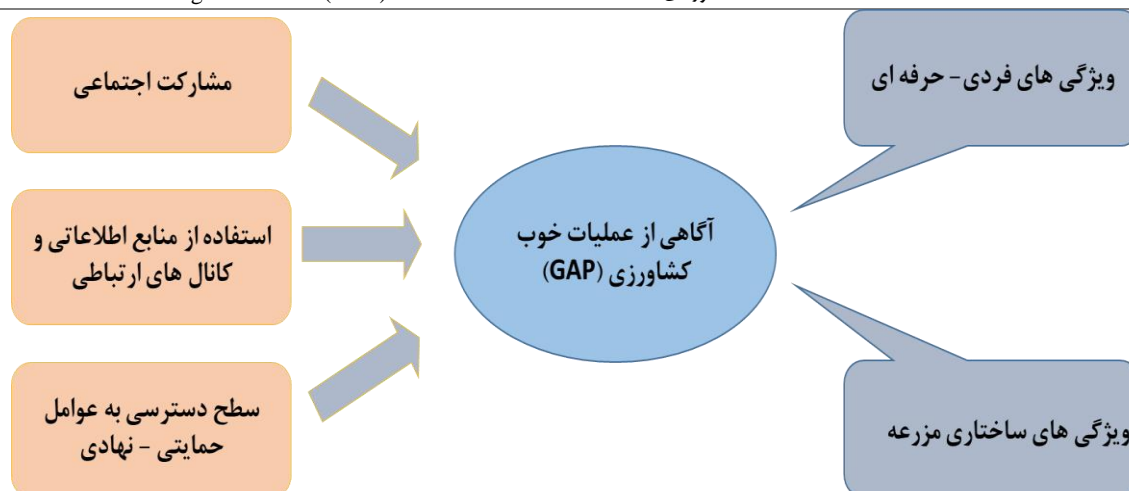 مشارکت اجتماعی
ویژگی های فردی- حرفه ای
استفاده از منابع اطلاعاتی و
کانال های ارتباطی
آگاهی از عملیات خوب
کشاورزی (GAP)
سطح دسترسی به عوامل
حمایتی - نهادی
ویژگی های ساختاری مزرعه